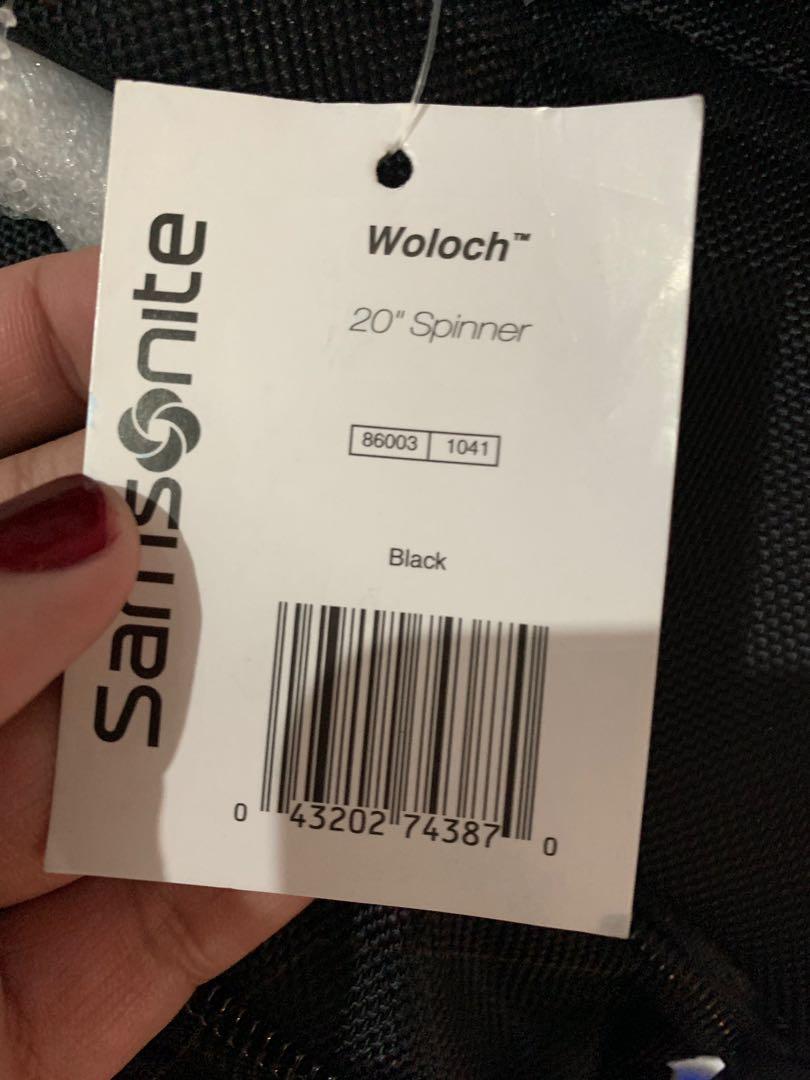 Samsonite
Woloch™
20" Spinner
86003 1041
Black
0 43202 74387 0